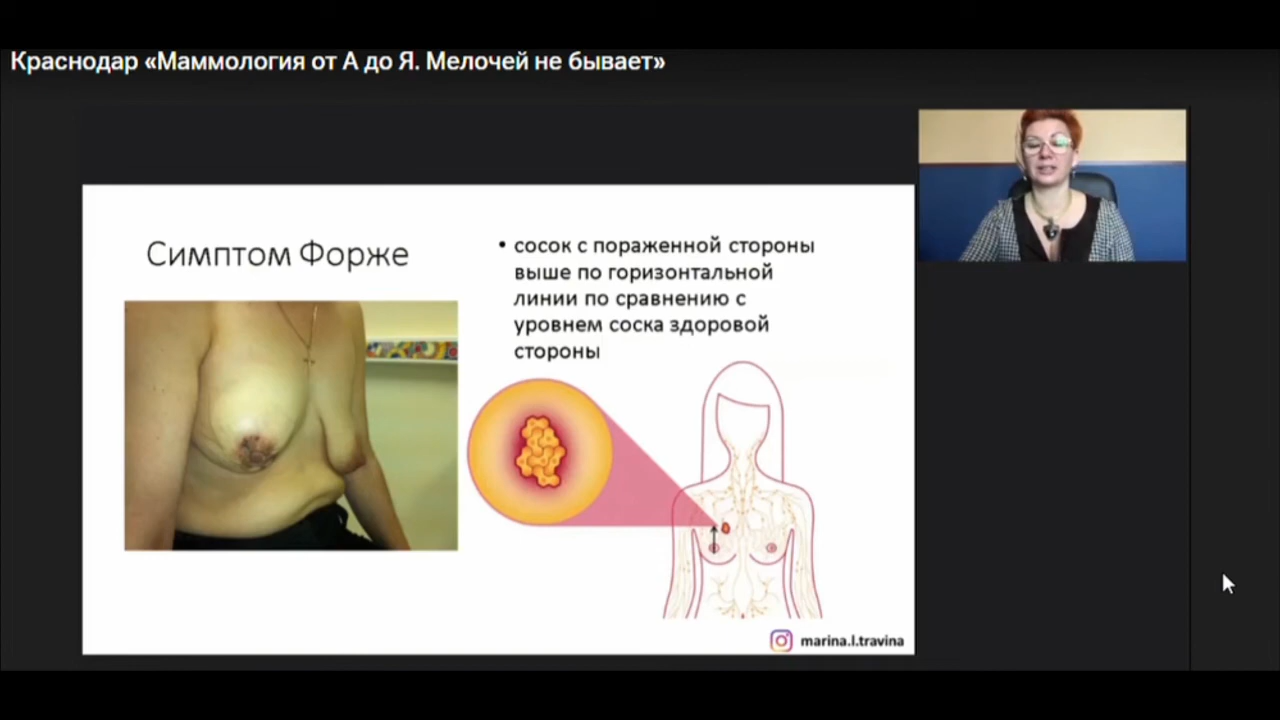 Краснодар «Маммология от А до Я. Мелочей не бывает»
Симптом Форже
• сосок с пораженной стороны
выше по горизонтальной
линии по сравнению с
уровнем соска здоровой
стороны
marina.l.travina